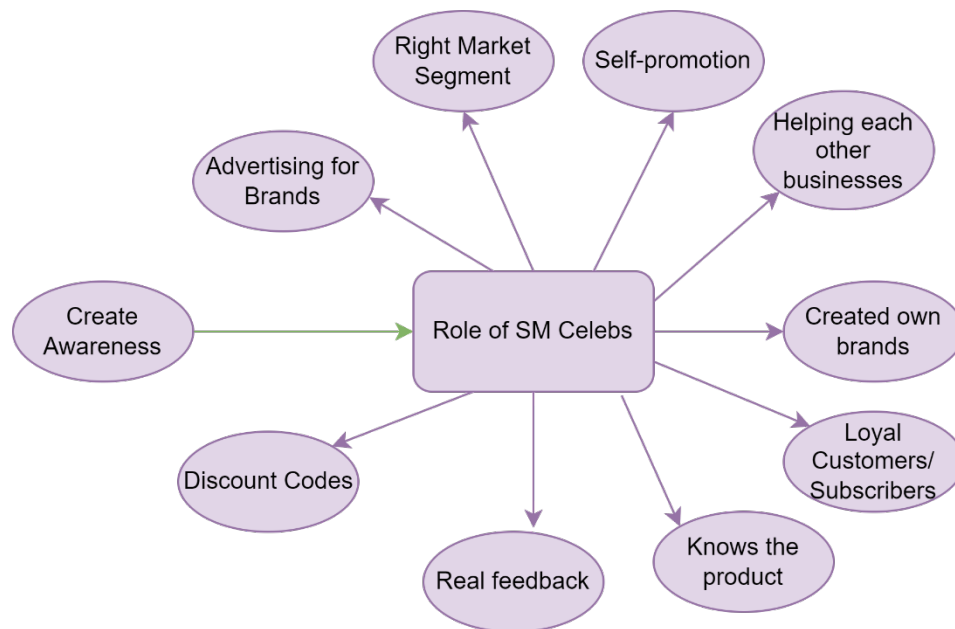 Right Market
Segment
Self-promotion
Helping each
other
businesses
Advertising for
Brands
Create
Awareness
Role of SM Celebs
Created own
brands
Loyal
Customers/
Subscribers
Discount Codes
Real feedback
Knows the
product